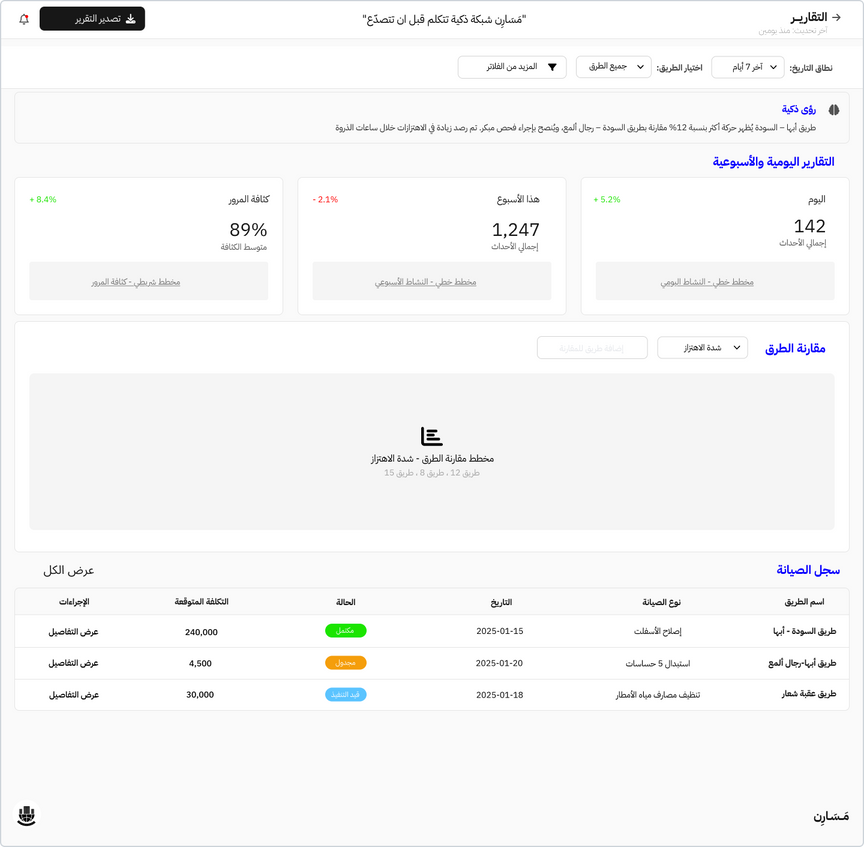 التقاريـر
آخر تحديث: منذ يومين
"مَسَارِن شبكة ذكية تتكلم قبل ان تتصدّع"
تصدير التقرير
نطاق التاريخ:
آخر 7 أيام
اختيار الطريق:
جميع الطرق
المزيد من الفلاتر
رؤى ذكية
طريق أبها – السودة يُظهر حركة أكثر بنسبة 12% مقارنة بطريق السودة – رجال ألمع، ويُنصح بإجراء فحص مبكر. تم رصد زيادة في الاهتزازات خلال ساعات الذروة
التقارير اليومية والأسبوعية
اليوم
+ 5.2%
142
إجمالي الأحداث
مخطط خطي - النشاط اليومي
هذا الأسبوع
- 2.1%
1,247
إجمالي الأحداث
مخطط خطي - النشاط الأسبوعي
كثافة المرور
+ 8.4%
89%
متوسط الكثافة
مخطط شريطي - كثافة المرور
مقارنة الطرق
شدة الاهتزاز
إضافة طريق للمقارنة
مخطط مقارنة الطرق - شدة الاهتزاز
طريق 12 ، طريق 8 ، طريق 15
سجل الصيانة
عرض الكل
اسم الطريق نوع الصيانة التاريخ الحالة التكلفة المتوقعة الإجراءات
طريق السودة - أبها إصلاح الأسفلت 2025-01-15 مكتمل 240,000 عرض التفاصيل
طريق أبها-رجال ألمع استبدال 5 حساسات 2025-01-20 مجدول 4,500 عرض التفاصيل
طريق عقبة شعار تنظيف مصارف مياه الأمطار 2025-01-18 قيد التنفيذ 30,000 عرض التفاصيل
مَـسَـارِن